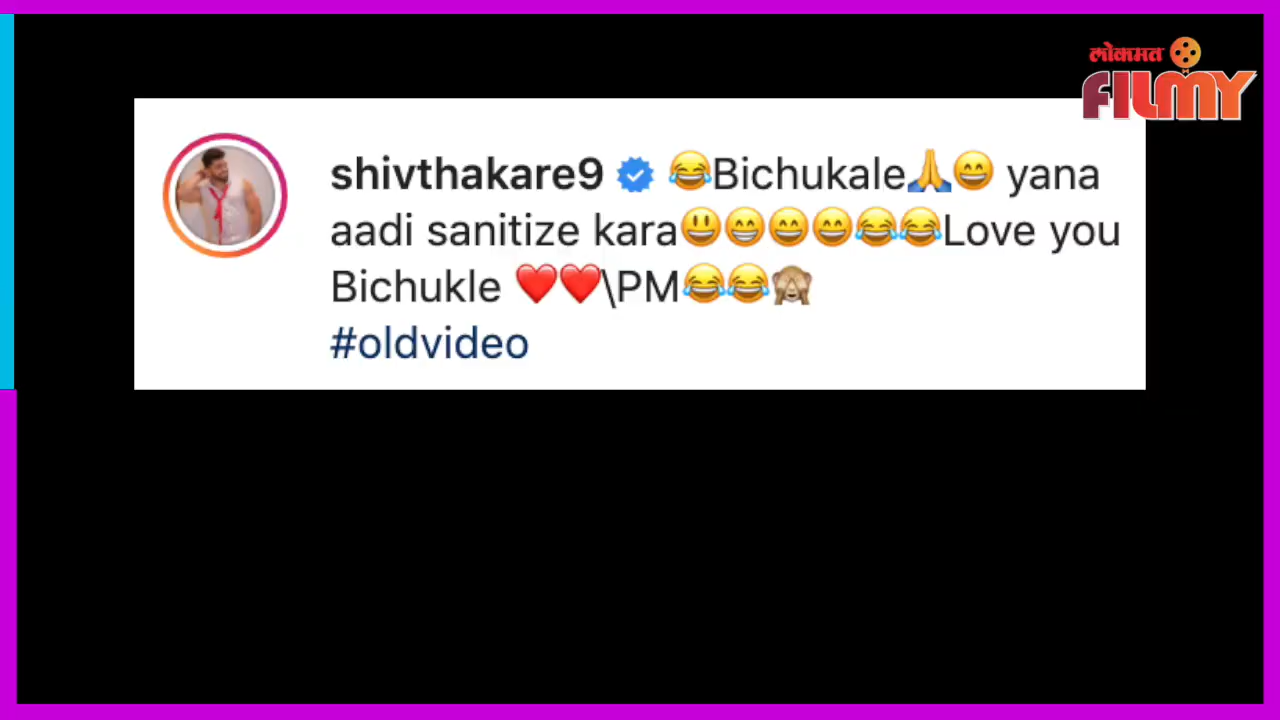 लोकमत
FILMY
shivthakare9 😂Bichukale🙏😄 yana
aadi sanitize kara😃😁😄😄😂😂Love you
Bichukle ❤️❤️\PM😂😂🙈
#oldvideo